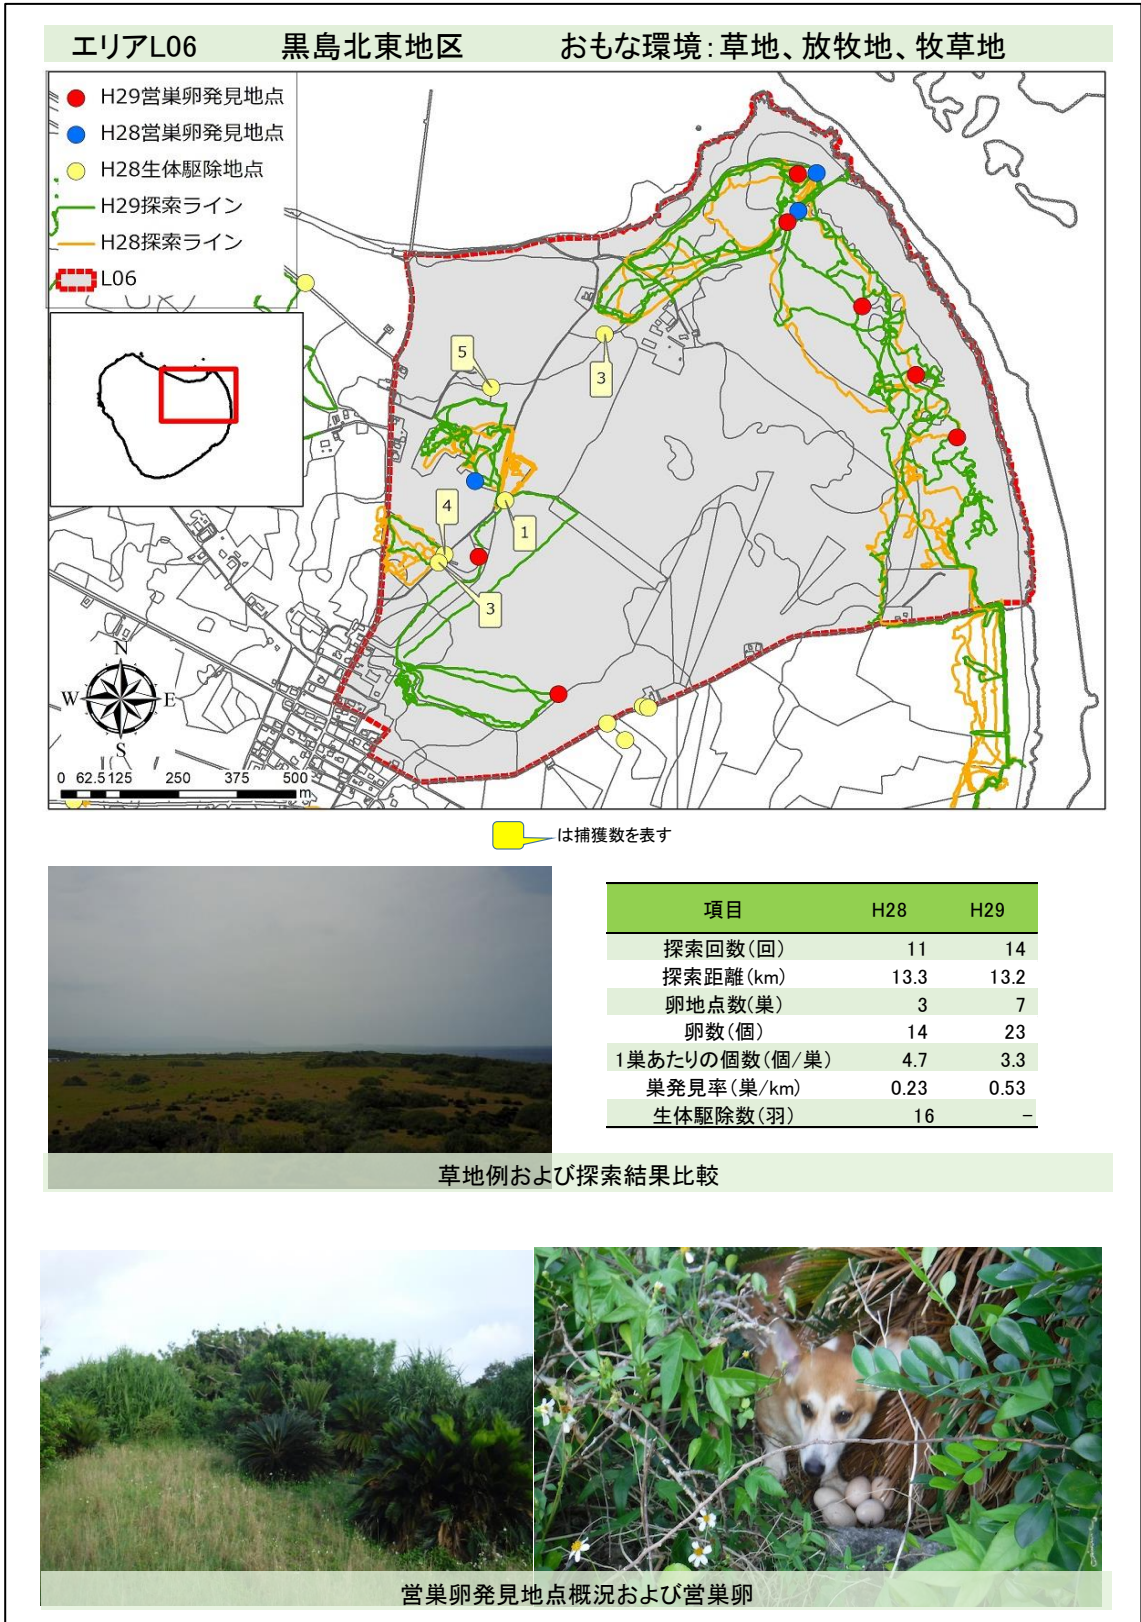 エリアL06 黒島北東地区 おもな環境:草地、放牧地、牧草地
H29営巣卵発見地点
H28営巣卵発見地点
H28生体駆除地点
H29探索ライン
H28探索ライン
L06
5
3
4
1
3
N
W E
S
0 62.5 125 250 375 500
m
は捕獲数を表す
項目 H28 H29
探索回数(回) 11 14
探索距離(km) 13.3 13.2
卵地点数(巣) 3 7
卵数(個) 14 23
1巣あたりの個数(個/巣) 4.7 3.3
巣発見率(巣/km) 0.23 0.53
生体駆除数(羽) 16 −
草地例および探索結果比較
営巣卵発見地点概況および営巣卵